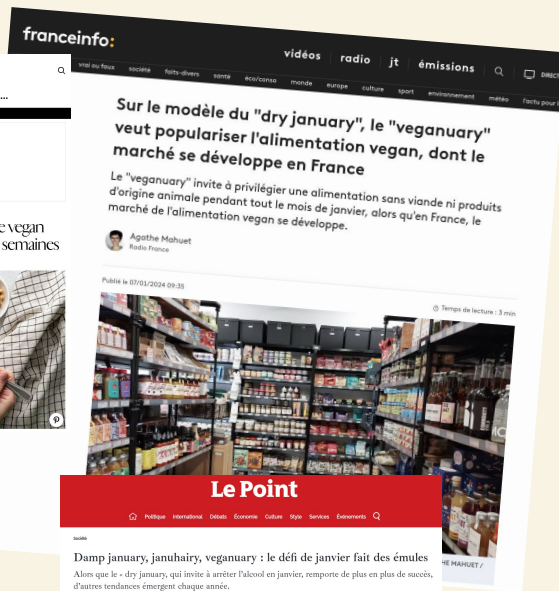 franceinfo:
vidéos radio jt émissions DIRECT
vrai ou faux société faits-divers santé éco/conso monde europe culture sport environnement météo l'actu pour l
...
Sur le modèle du "dry january", le "veganuary"
veut populariser l'alimentation vegan, dont le
marché se développe en France
Le "veganuary" invite à privilégier une alimentation sans viande ni produits
d'origine animale pendant tout le mois de janvier, alors qu'en France, le
marché de l'alimentation vegan se développe.
Agathe Mahuet
Radio France
e vegan
semaines
Publié le 07/01/2024 09:35
Temps de lecture : 3 min
HE MAHUET /
Le Point
Politique International Débats Économie Culture Style Services Événements
Société
Damp january, januhairy, veganuary : le défi de janvier fait des émules
Alors que le « dry january, qui invite à arrêter l'alcool en janvier, remporte de plus en plus de succès,
d'autres tendances émergent chaque année.